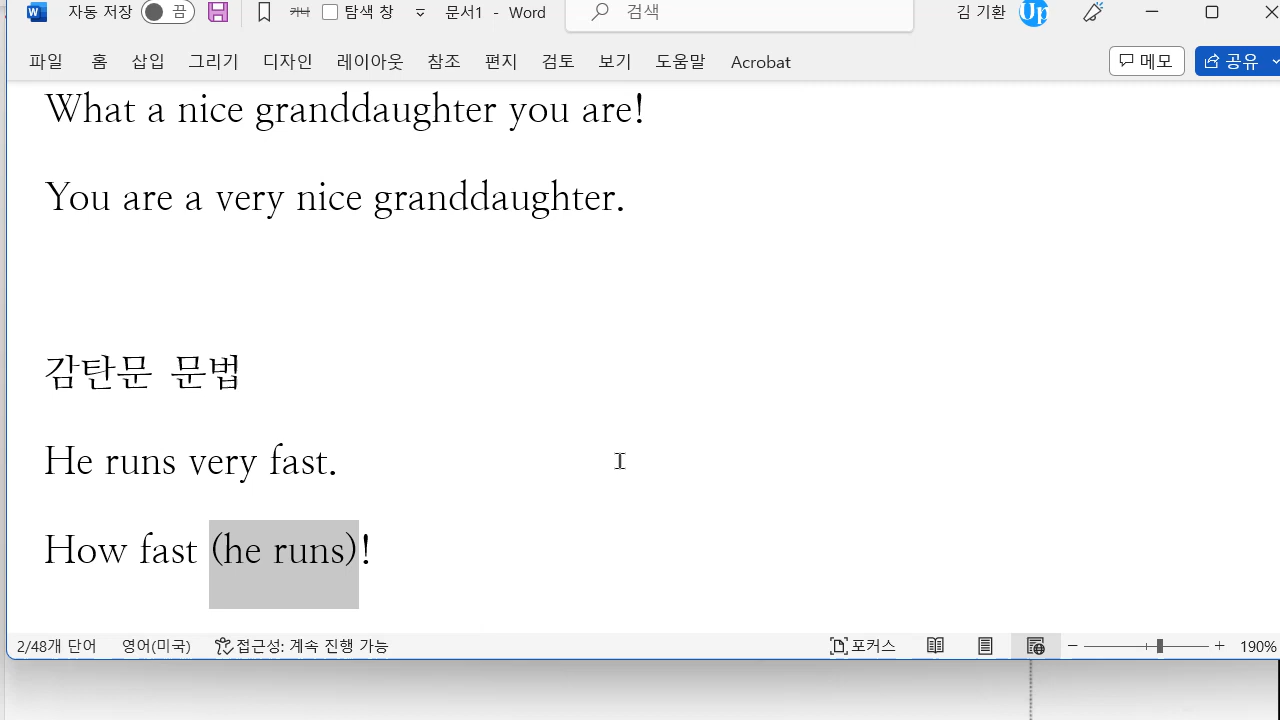 자동 저장 끔 가나 탐색 창 문서1 - Word 검색 김 기환 Up
파일 홈 삽입 그리기 디자인 레이아웃 참조 편지 검토 보기 도움말 Acrobat 메모 공유
What a nice granddaughter you are!
You are a very nice granddaughter.
감탄문 문법
He runs very fast.
How fast (he runs)!
2/48개 단어 영어(미국) 접근성: 계속 진행 가능 포커스 190%